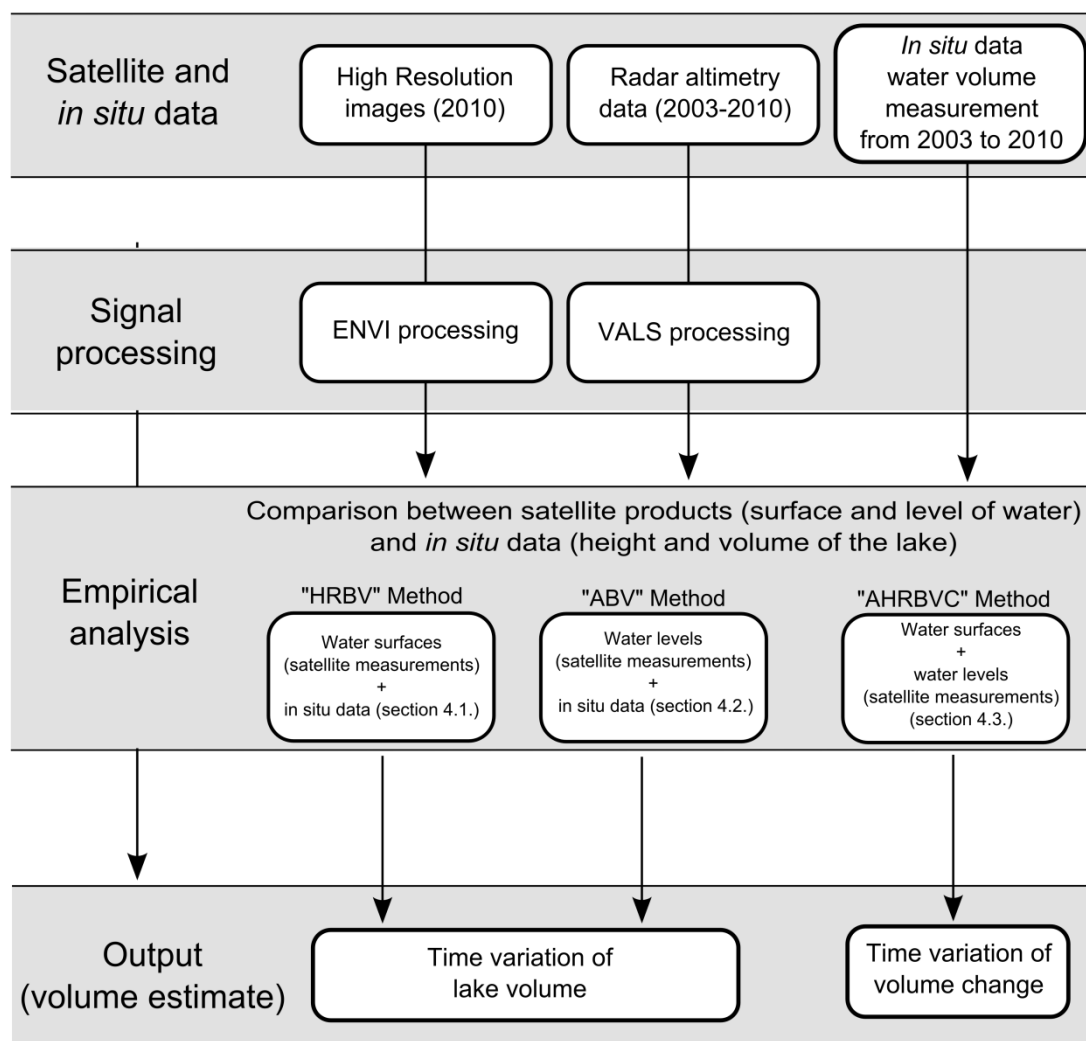 Satellite and
in situ data
High Resolution
images (2010)
Radar altimetry
data (2003-2010)
In situ data
water volume
measurement
from 2003 to 2010
Signal
processing
ENVI processing
VALS processing
Comparison between satellite products (surface and level of water)
and in situ data (height and volume of the lake)
Empirical
analysis
"HRBV" Method
Water surfaces
(satellite measurements)
+
in situ data (section 4.1.)
"ABV" Method
Water levels
(satellite measurements)
+
in situ data (section 4.2.)
"AHRBVC" Method
Water surfaces
+
water levels
(satellite measurements)
(section 4.3.)
Output
(volume estimate)
Time variation of
lake volume
Time variation of
volume change